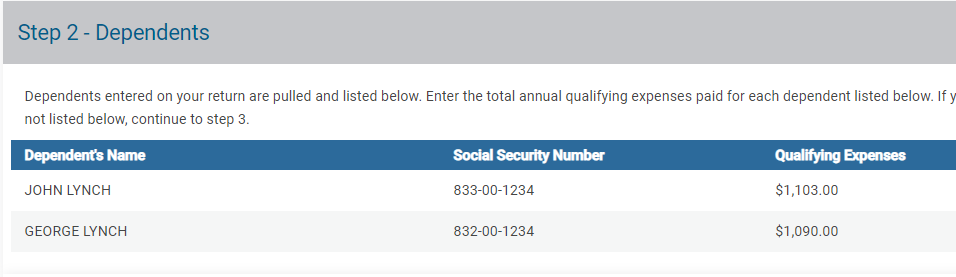 Step 2 - Dependents
Dependents entered on your return are pulled and listed below. Enter the total annual qualifying expenses paid for each dependent listed below. If
not listed below, continue to step 3.
Dependent's Name Social Security Number Qualifying Expenses
JOHN LYNCH 833-00-1234 $1,103.00
GEORGE LYNCH 832-00-1234 $1,090.00